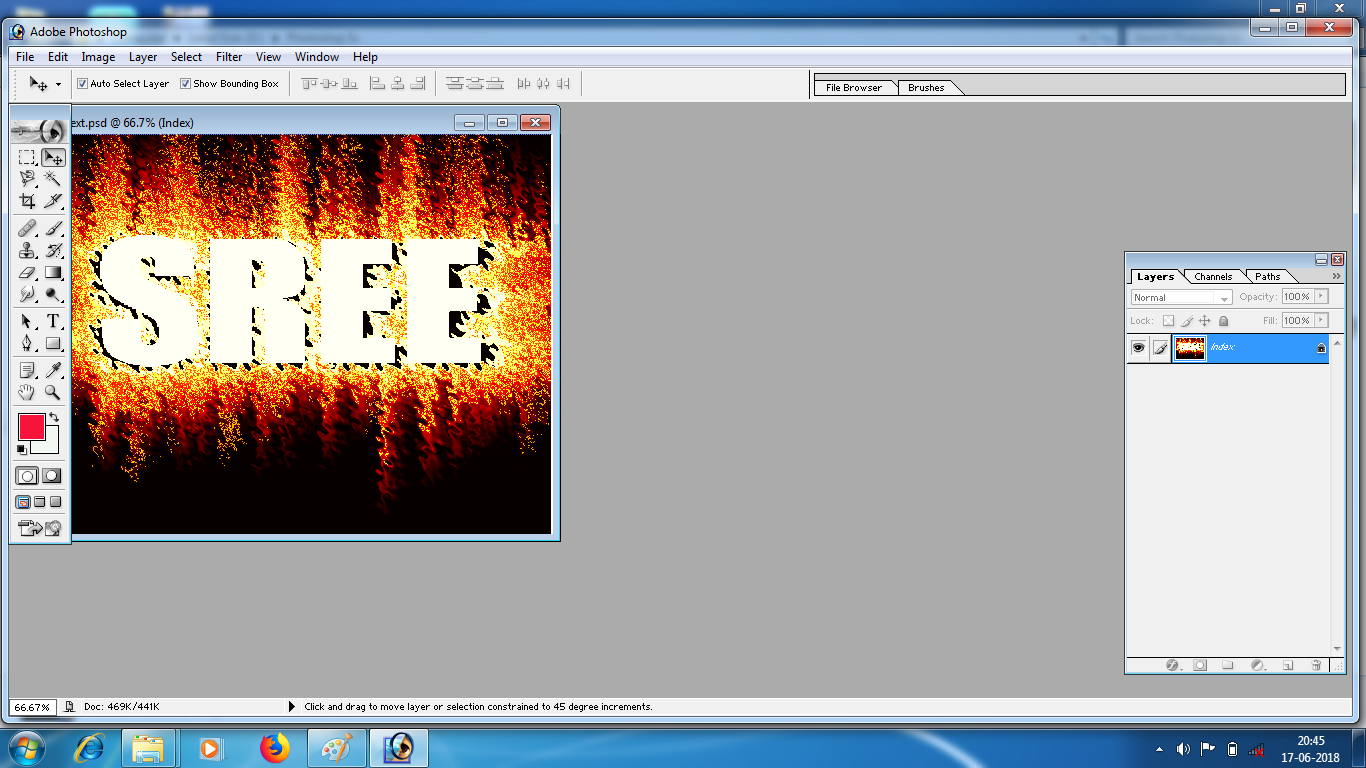 Adobe Photoshop
File Edit Image Layer Select Filter View Window Help
Auto Select Layer Show Bounding Box
File Browser Brushes
ext.psd @ 66.7% (Index)
SREE
T
Layers Channels Paths
Normal Opacity: 100%
Lock: Fill: 100%
Index
66.67% Doc: 469K/441K Click and drag to move layer or selection constrained to 45 degree increments.
20:45
17-06-2018